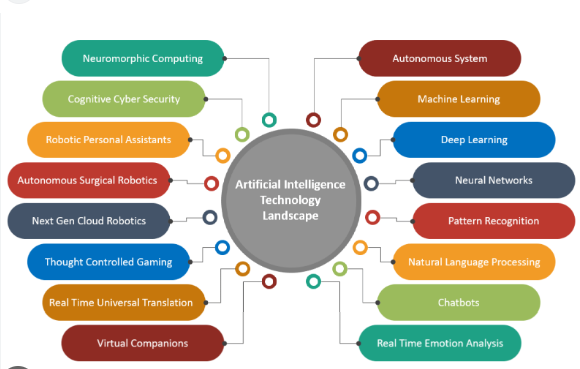 Neuromorphic Computing
Cognitive Cyber Security
Robotic Personal Assistants
Autonomous Surgical Robotics
Next Gen Cloud Robotics
Thought Controlled Gaming
Real Time Universal Translation
Virtual Companions
Artificial Intelligence
Technology
Landscape
Autonomous System
Machine Learning
Deep Learning
Neural Networks
Pattern Recognition
Natural Language Processing
Chatbots
Real Time Emotion Analysis